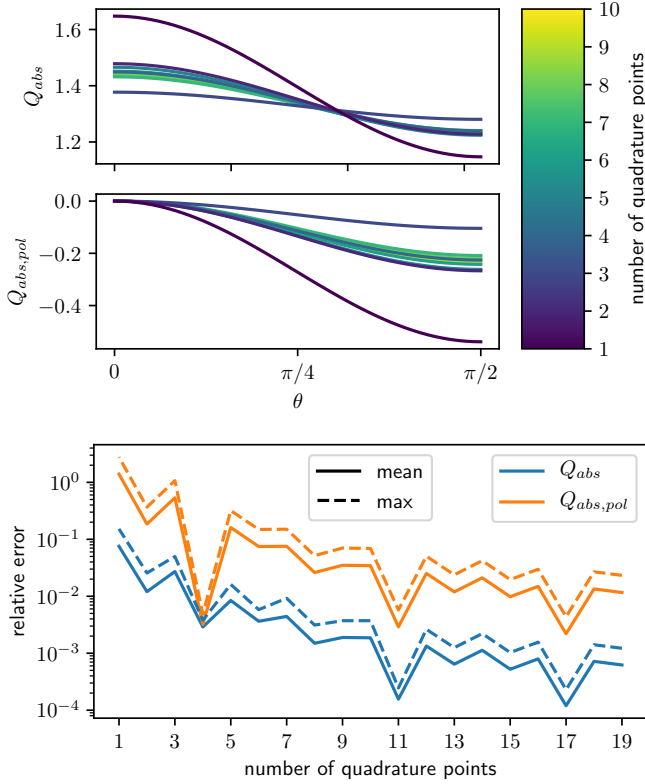 1.6
1.4
1.2
Q_abs
0.0
−0.2
−0.4
Q_abs,pol
0
π/4
π/2
θ
10
9
8
7
6
5
4
3
2
1
number of quadrature points
mean
max
Q_abs
Q_abs,pol
10^0
10^−1
10^−2
10^−3
10^−4
relative error
1 3 5 7 9 11 13 15 17 19
number of quadrature points